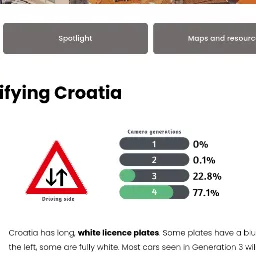 Spotlight
Maps and resourc
ifying Croatia
Camera generations
1 0%
2 0.1%
3 22.8%
4 77.1%
Driving side
Croatia has long, white licence plates. Some plates have a blu
the left, some are fully white. Most cars seen in Generation 3 wil